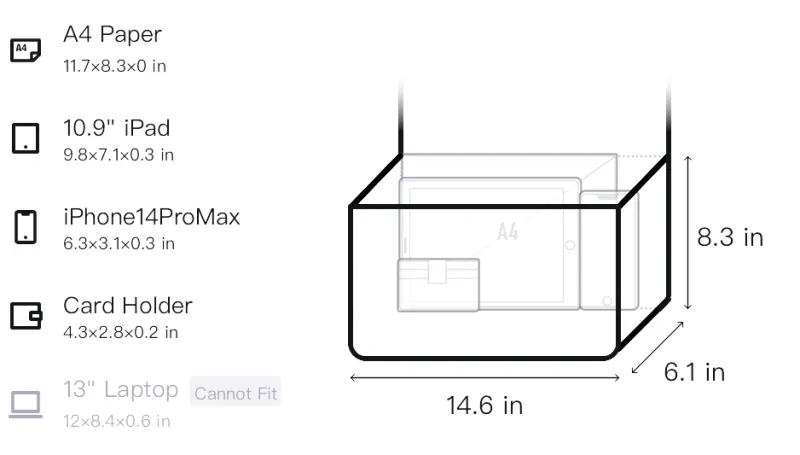 A4
A4 Paper
11.7×8.3×0 in
10.9" iPad
9.8×7.1×0.3 in
iPhone14ProMax
6.3×3.1×0.3 in
Card Holder
4.3×2.8×0.2 in
13" Laptop Cannot Fit
12×8.4×0.6 in
A4
8.3 in
6.1 in
14.6 in